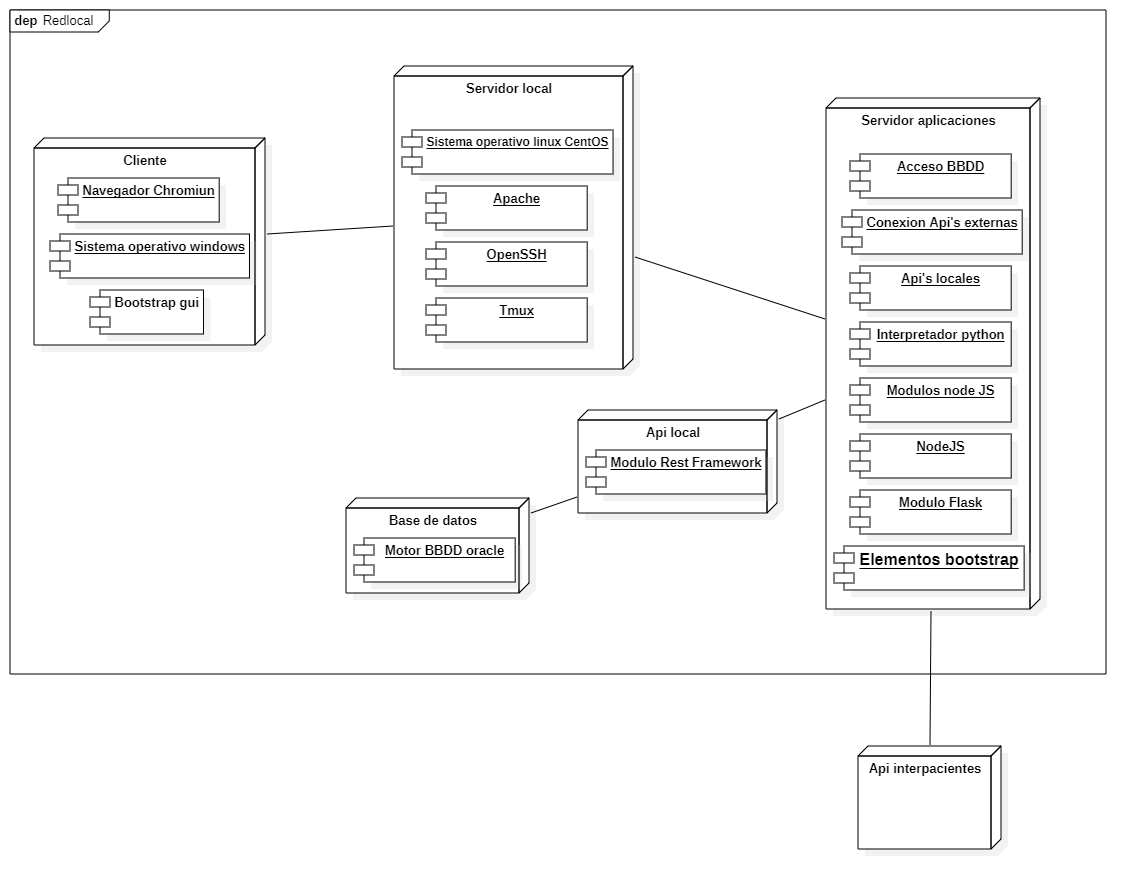 dep Redlocal
Cliente
Navegador Chromiun
Sistema operativo windows
Bootstrap gui
Servidor local
Sistema operativo linux CentOS
Apache
OpenSSH
Tmux
Servidor aplicaciones
Acceso BBDD
Conexion Api's externas
Api's locales
Interpretador python
Modulos node JS
NodeJS
Modulo Flask
Elementos bootstrap
Api local
Modulo Rest Framework
Base de datos
Motor BBDD oracle
Api interpacientes